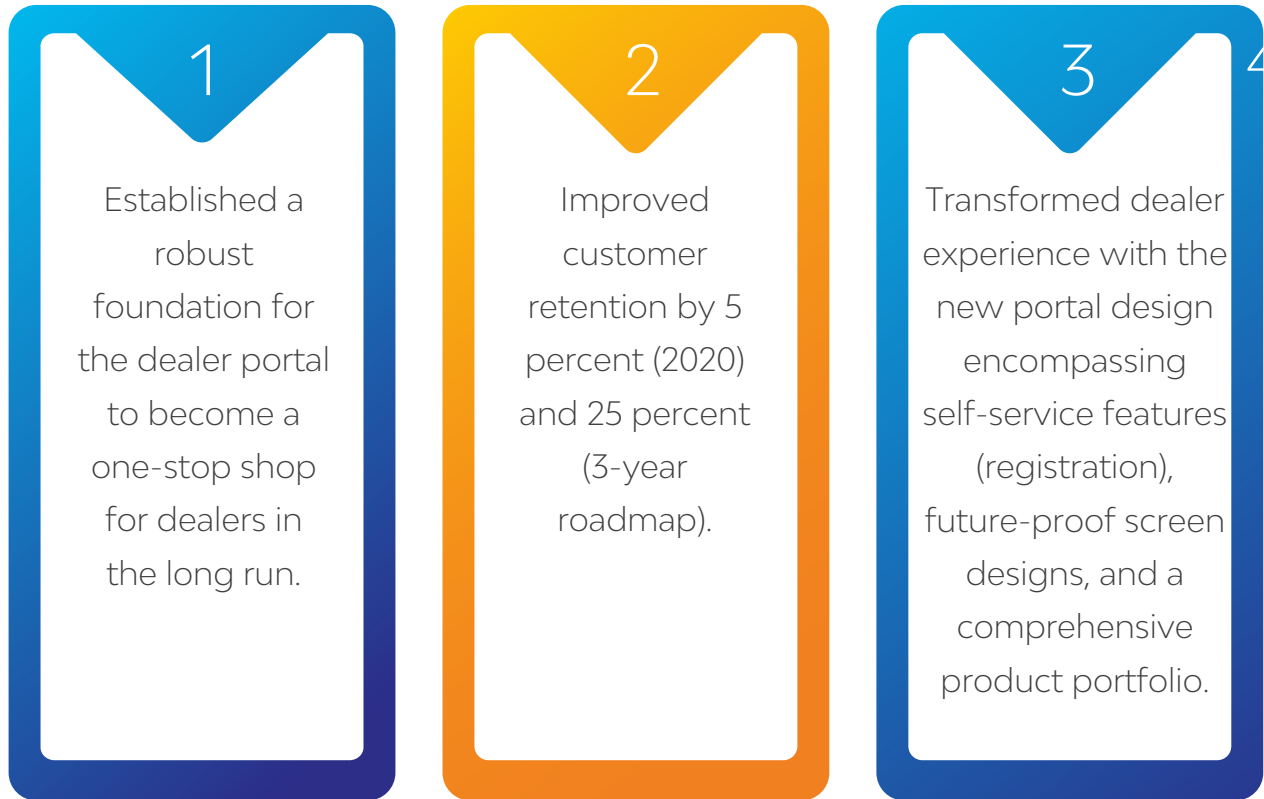 1
Established a
robust
foundation for
the dealer portal
to become a
one-stop shop
for dealers in
the long run.
2
Improved
customer
retention by 5
percent (2020)
and 25 percent
(3-year
roadmap).
3
Transformed dealer
experience with the
new portal design
encompassing
self-service features
(registration),
future-proof screen
designs, and a
comprehensive
product portfolio.